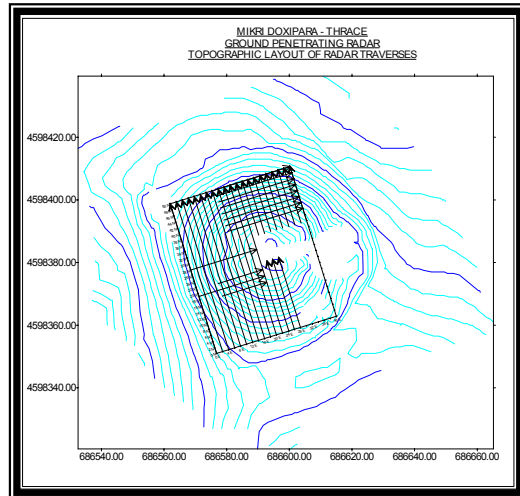 MIKRI DOXIPARA - THRACE
GROUND PENETRATING RADAR
TOPOGRAPHIC LAYOUT OF RADAR TRAVERSES
4598420.00
4598400.00
4598380.00
4598360.00
4598340.00
686540.00 686560.00 686580.00 686600.00 686620.00 686640.00 686660.00